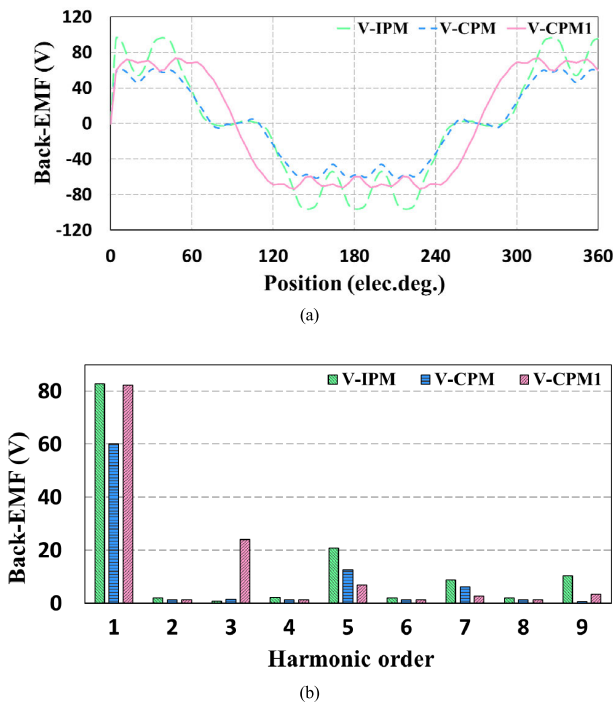 120
80
40
0
-40
-80
-120
Back-EMF (V)
V-IPM V-CPM V-CPM1
0 60 120 180 240 300 360
Position (elec.deg.)
(a)
80
60
40
20
0
Back-EMF (V)
V-IPM V-CPM V-CPM1
1 2 3 4 5 6 7 8 9
Harmonic order
(b)